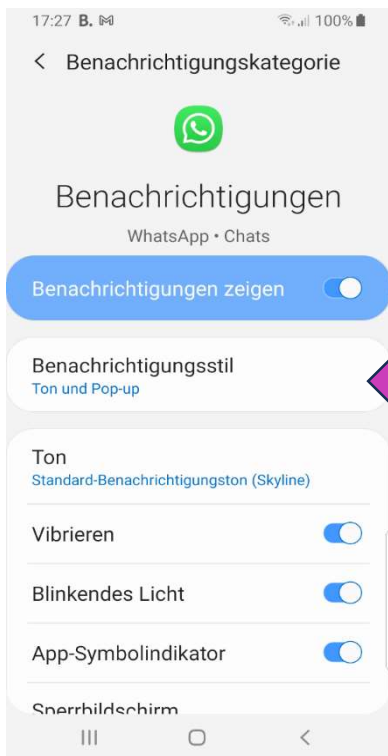 17:27 B. 100%
Benachrichtigungskategorie
Benachrichtigungen
WhatsApp • Chats
Benachrichtigungen zeigen
Benachrichtigungsstil
Ton und Pop-up
Ton
Standard-Benachrichtigungston (Skyline)
Vibrieren
Blinkendes Licht
App-Symbolindikator
Sperrbildschirm